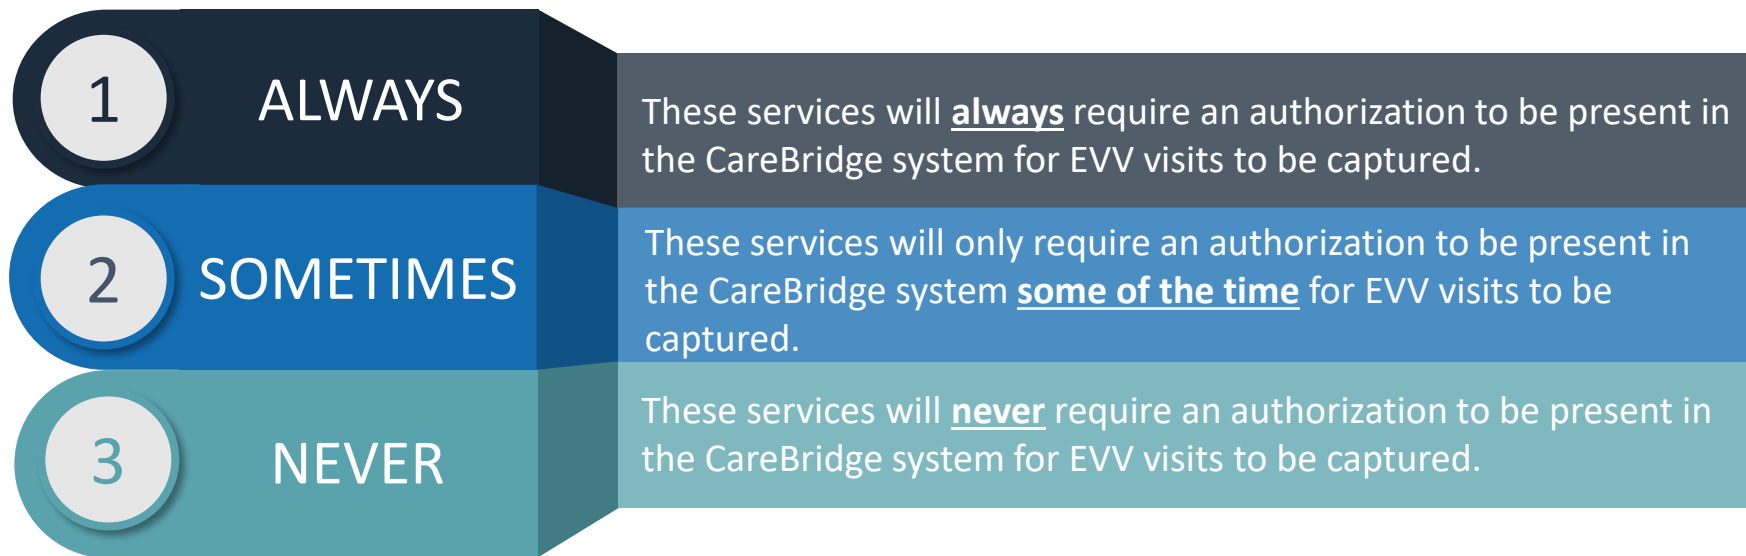 1
ALWAYS
These services will always require an authorization to be present in
the CareBridge system for EVV visits to be captured.
2
SOMETIMES
These services will only require an authorization to be present in
the CareBridge system some of the time for EVV visits to be
captured.
3
NEVER
These services will never require an authorization to be present in
the CareBridge system for EVV visits to be captured.